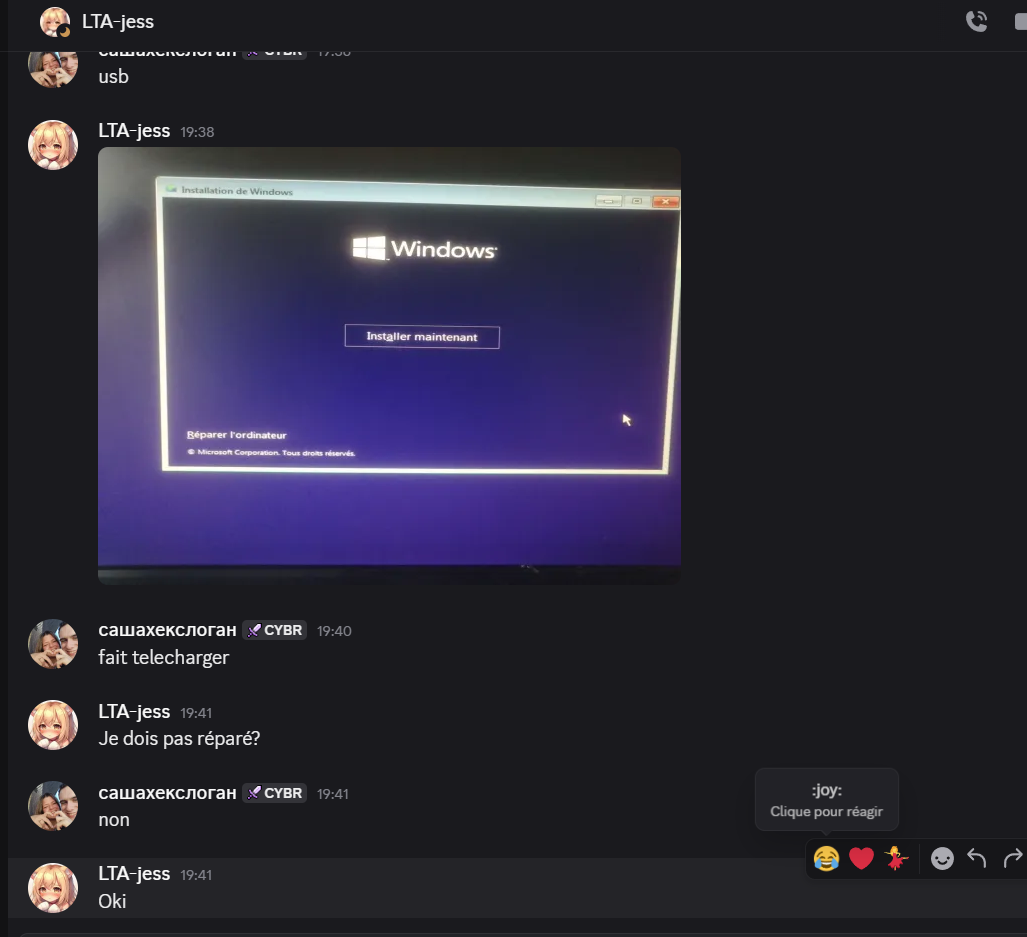 LTA-jess
сашахекслоган CYBR 19:38
usb
LTA-jess 19:38
Installation de Windows
Windows
Installer maintenant
Réparer l'ordinateur
© Microsoft Corporation. Tous droits réservés.
сашахекслоган CYBR 19:40
fait telecharger
LTA-jess 19:41
Je dois pas réparé?
сашахекслоган CYBR 19:41
non
:joy:
Clique pour réagir
LTA-jess 19:41
Oki